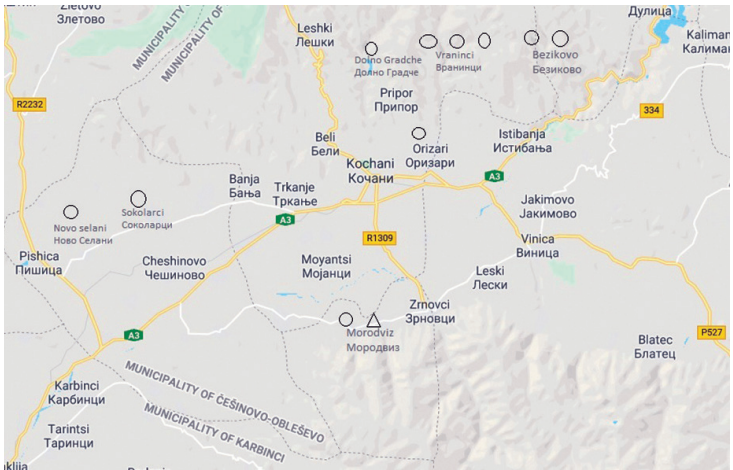 Zletovo
Злетово
MUNICIPALITY OF
MUNICIPALITY OF
Leshki
Лешки
Dolno Gradche
Долно Градче
Vraninci
Вранинци
Bezikovo
Безиково
Дулица
Kaliman
Калиман
R2232
334
Pripor
Припор
Beli
Бели
Orizari
Оризари
Istibanja
Истибања
Kochani
Кочани
A3
Banja
Бања
Trkanje
Тркање
A3
Jakimovo
Јакимово
Sokolarci
Соколарци
Novo selani
Ново Селани
R1309
Vinica
Виница
Pishica
Пишица
Cheshinovo
Чешиново
Moyantsi
Мојанци
Leski
Лески
Zrnovci
Зрновци
Morodviz
Мородвиз
A3
P527
Blatec
Блатец
MUNICIPALITY OF ČEŠINOVO-OBLEŠEVO
MUNICIPALITY OF KARBINCI
Karbinci
Карбинци
Tarintsi
Таринци